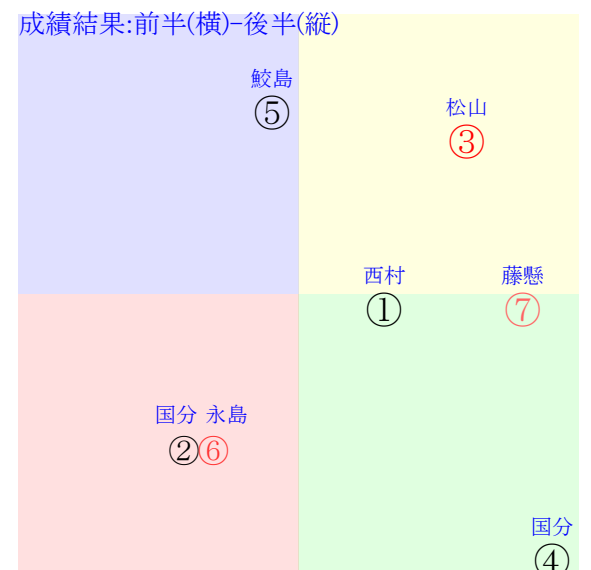 成績結果:前半(横)-後半(縦)
鮫島
⑤
松山
③
西村
①
藤懸
⑦
国分 永島
②⑥
国分
④